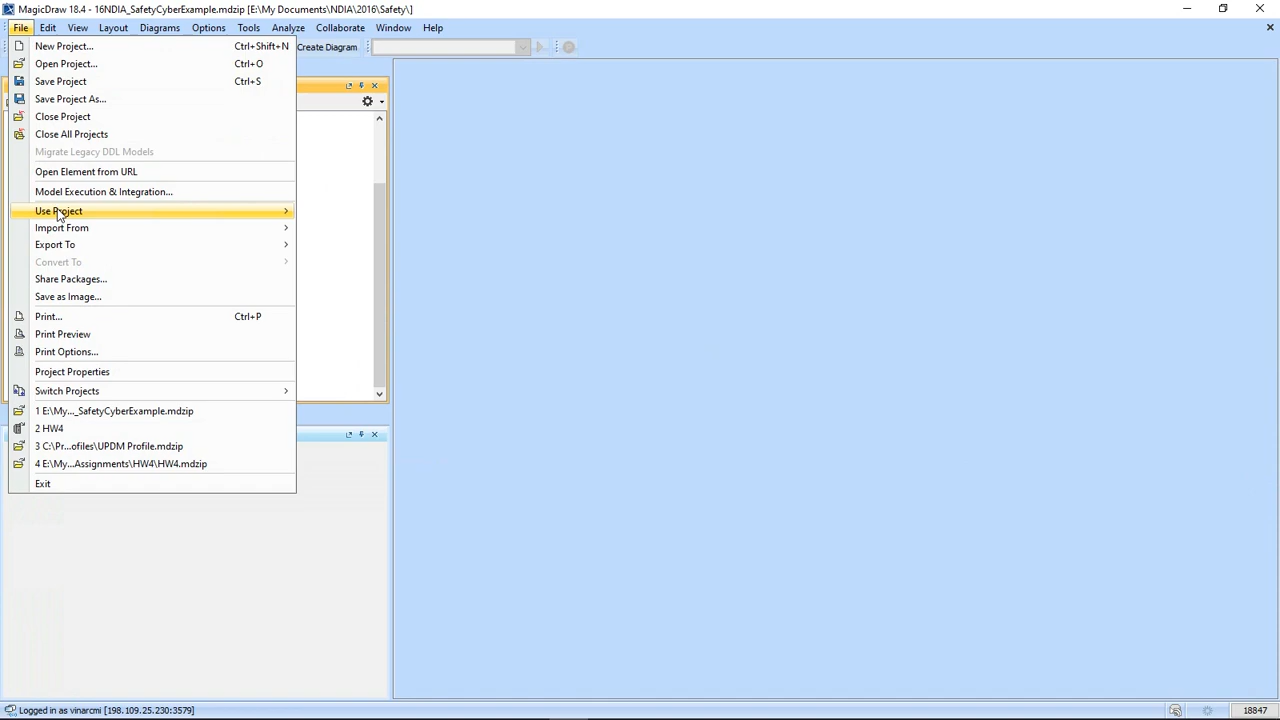 MagicDraw 18.4 - 16NDIA_SafetyCyberExample.mdzip [E:\My Documents\NDIA\2016\Safety\]
File Edit View Layout Diagrams Options Tools Analyze Collaborate Window Help
New Project... Ctrl+Shift+N
Create Diagram
Open Project... Ctrl+O
Save Project Ctrl+S
Save Project As...
Close Project
Close All Projects
Migrate Legacy DDL Models
Open Element from URL
Model Execution & Integration...
Use Project
Import From
Export To
Convert To
Share Packages...
Save as Image...
Print... Ctrl+P
Print Preview
Print Options...
Project Properties
Switch Projects
1 E:\My..._SafetyCyberExample.mdzip
2 HW4
3 C:\Pr...ofiles\UPDM Profile.mdzip
4 E:\My...Assignments\HW4\HW4.mdzip
Exit
Logged in as vinarcmi [198.109.25.230:3579]
18847